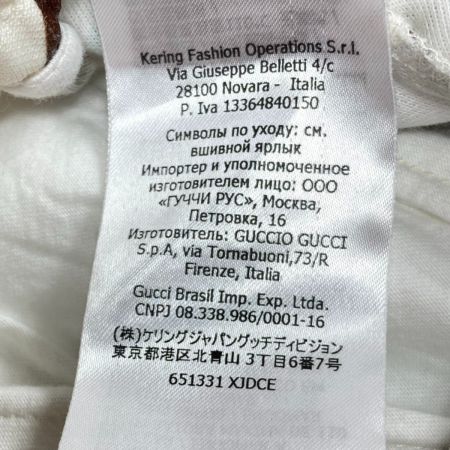 Kering Fashion Operations S.r.l.
Via Giuseppe Belletti 4/c
28100 Novara - Italia
P. Iva 13364840150
Символы по уходу: см.
вшивной ярлык
Импортер и уполномоченное
изготовителем лицо: ООО
«ГУЧЧИ РУС», Москва,
Петровка, 16
Изготовитель: GUCCIO GUCCI
S.p.A, via Tornabuoni,73/R
Firenze, Italia
Gucci Brasil Imp. Exp. Ltda.
CNPJ 08.338.986/0001-16
(株)ケリングジャパングッチディビジョン
東京都港区北青山 3丁目6番7号
651331 XJDCE